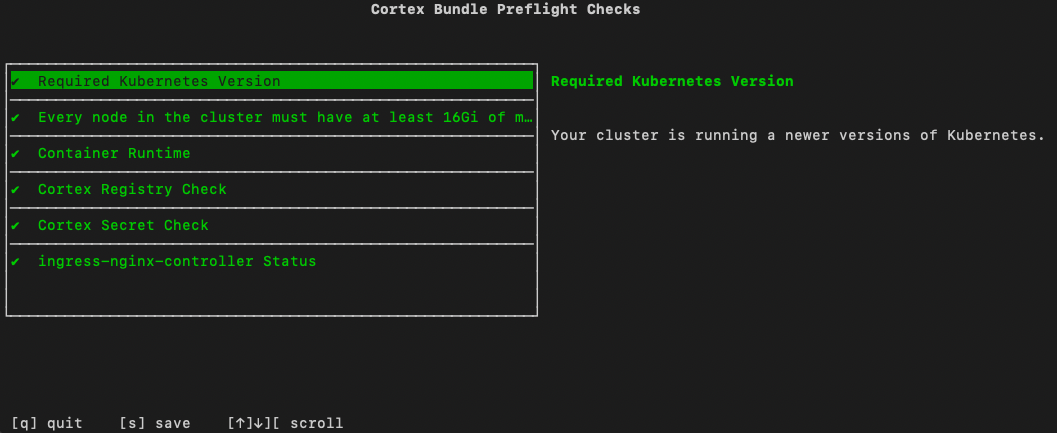 Cortex Bundle Preflight Checks
✔ Required Kubernetes Version
Required Kubernetes Version
✔ Every node in the cluster must have at least 16Gi of m…
Your cluster is running a newer versions of Kubernetes.
✔ Container Runtime
✔ Cortex Registry Check
✔ Cortex Secret Check
✔ ingress-nginx-controller Status
[q] quit [s] save [↑]↓][ scroll